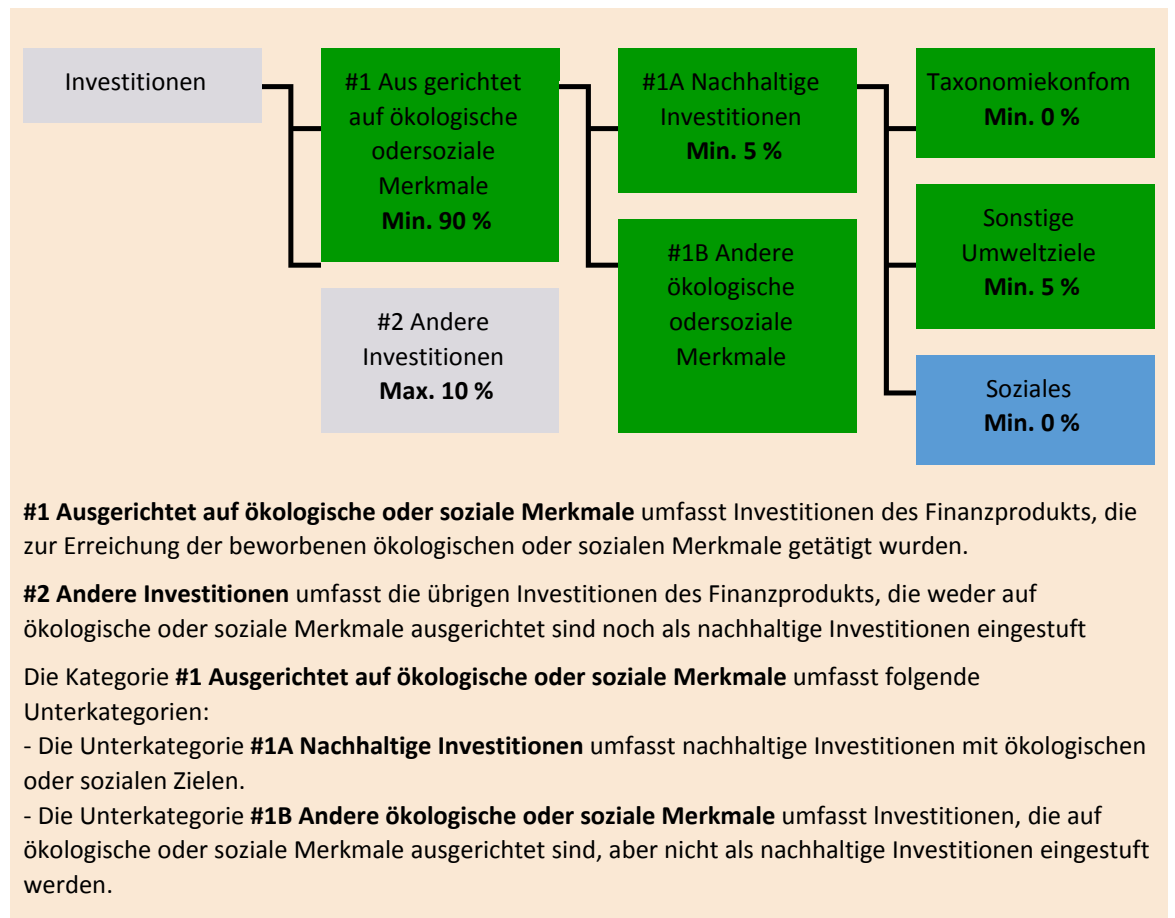 Investitionen
#1 Aus gerichtet
auf ökologische
odersoziale
Merkmale
Min. 90 %
#2 Andere
Investitionen
Max. 10 %
#1A Nachhaltige
Investitionen
Min. 5 %
#1B Andere
ökologische
odersoziale
Merkmale
Taxonomiekonfom
Min. 0 %
Sonstige
Umweltziele
Min. 5 %
Soziales
Min. 0 %
#1 Ausgerichtet auf ökologische oder soziale Merkmale umfasst Investitionen des Finanzprodukts, die
zur Erreichung der beworbenen ökologischen oder sozialen Merkmale getätigt wurden.
#2 Andere Investitionen umfasst die übrigen Investitionen des Finanzprodukts, die weder auf
ökologische oder soziale Merkmale ausgerichtet sind noch als nachhaltige Investitionen eingestuft
Die Kategorie #1 Ausgerichtet auf ökologische oder soziale Merkmale umfasst folgende
Unterkategorien:
- Die Unterkategorie #1A Nachhaltige Investitionen umfasst nachhaltige Investitionen mit ökologischen
oder sozialen Zielen.
- Die Unterkategorie #1B Andere ökologische oder soziale Merkmale umfasst lnvestitionen, die auf
ökologische oder soziale Merkmale ausgerichtet sind, aber nicht als nachhaltige Investitionen eingestuft
werden.